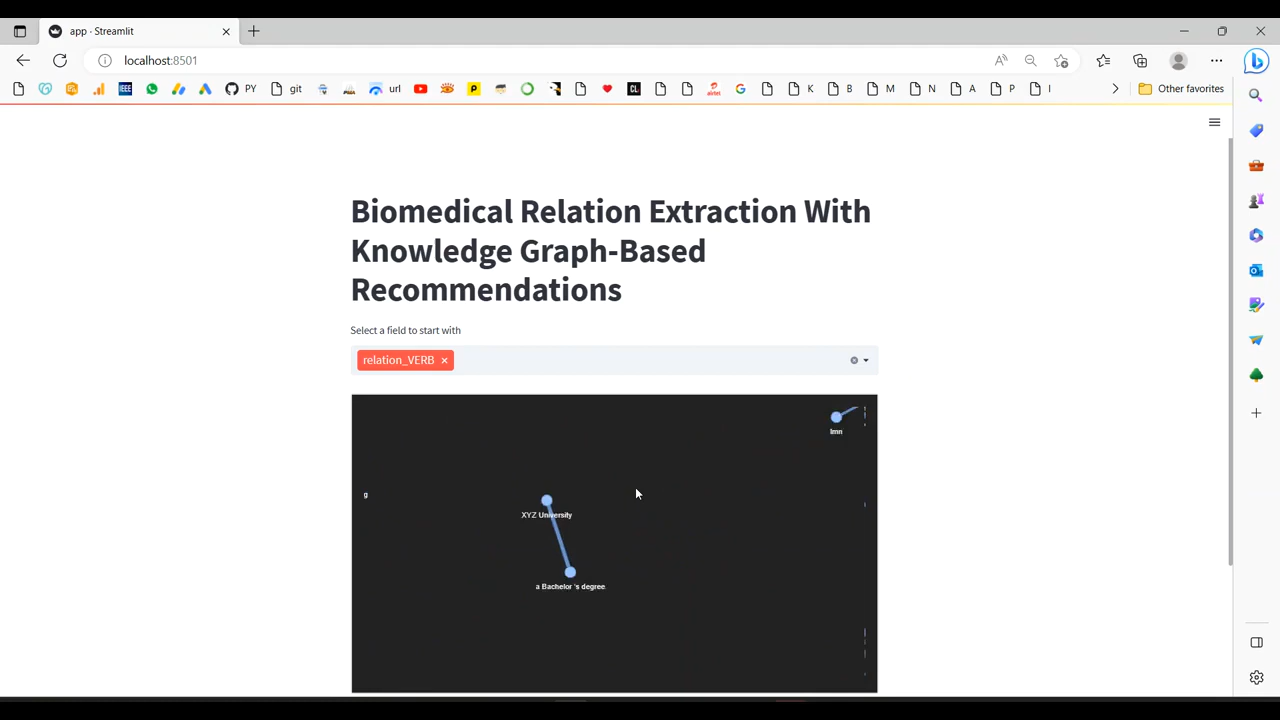 app · Streamlit
localhost:8501
PY
git
url
K
B
M
N
A
P
I
Other favorites
Biomedical Relation Extraction With
Knowledge Graph-Based
Recommendations
Select a field to start with
relation_VERB
lmn
g
XYZ University
a Bachelor 's degree